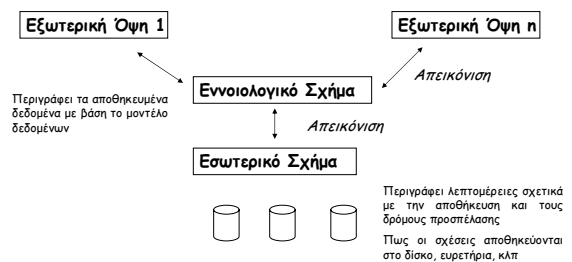 Εξωτερική Όψη 1
Εξωτερική Όψη n
Απεικόνιση
Εννοιολογικό Σχήμα
Περιγράφει τα αποθηκευμένα
δεδομένα με βάση το μοντέλο
δεδομένων
Απεικόνιση
Εσωτερικό Σχήμα
Περιγράφει λεπτομέρειες σχετικά
με την αποθήκευση και τους
δρόμους προσπέλασης
Πως οι σχέσεις αποθηκεύονται
στο δίσκο, ευρετήρια, κλπ